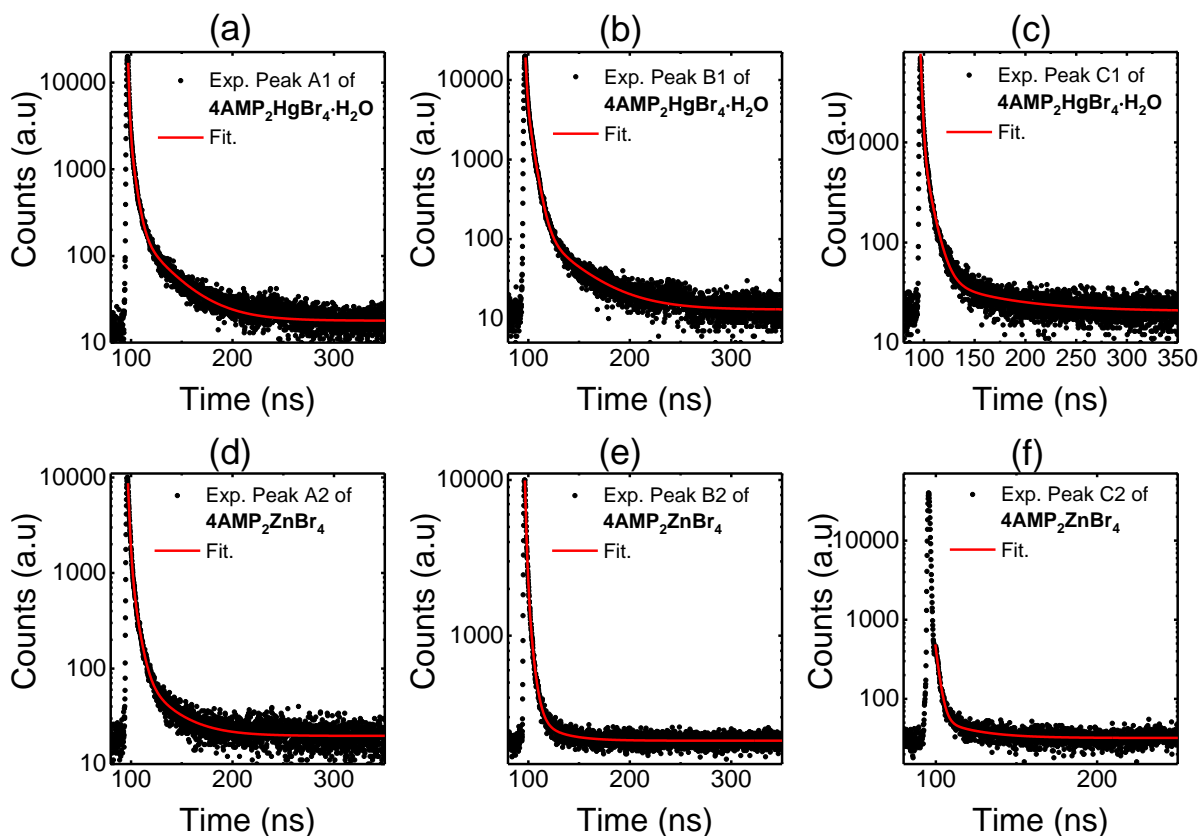 (a)
10000
1000
100
10
Counts (a.u)
Exp. Peak A1 of
4AMP₂HgBr₄·H₂O
Fit.
100 200 300
Time (ns)
(b)
10000
1000
100
10
Counts (a.u)
Exp. Peak B1 of
4AMP₂HgBr₄·H₂O
Fit.
100 200 300
Time (ns)
(c)
1000
100
10
Counts (a.u)
Exp. Peak C1 of
4AMP₂HgBr₄·H₂O
Fit.
100 150 200 250 300 350
Time (ns)
(d)
10000
1000
100
10
Counts (a.u)
Exp. Peak A2 of
4AMP₂ZnBr₄
Fit.
100 200 300
Time (ns)
(e)
10000
1000
Counts (a.u)
Exp. Peak B2 of
4AMP₂ZnBr₄
Fit.
100 200 300
Time (ns)
(f)
10000
1000
100
Counts (a.u)
Exp. Peak C2 of
4AMP₂ZnBr₄
Fit.
100 200
Time (ns)